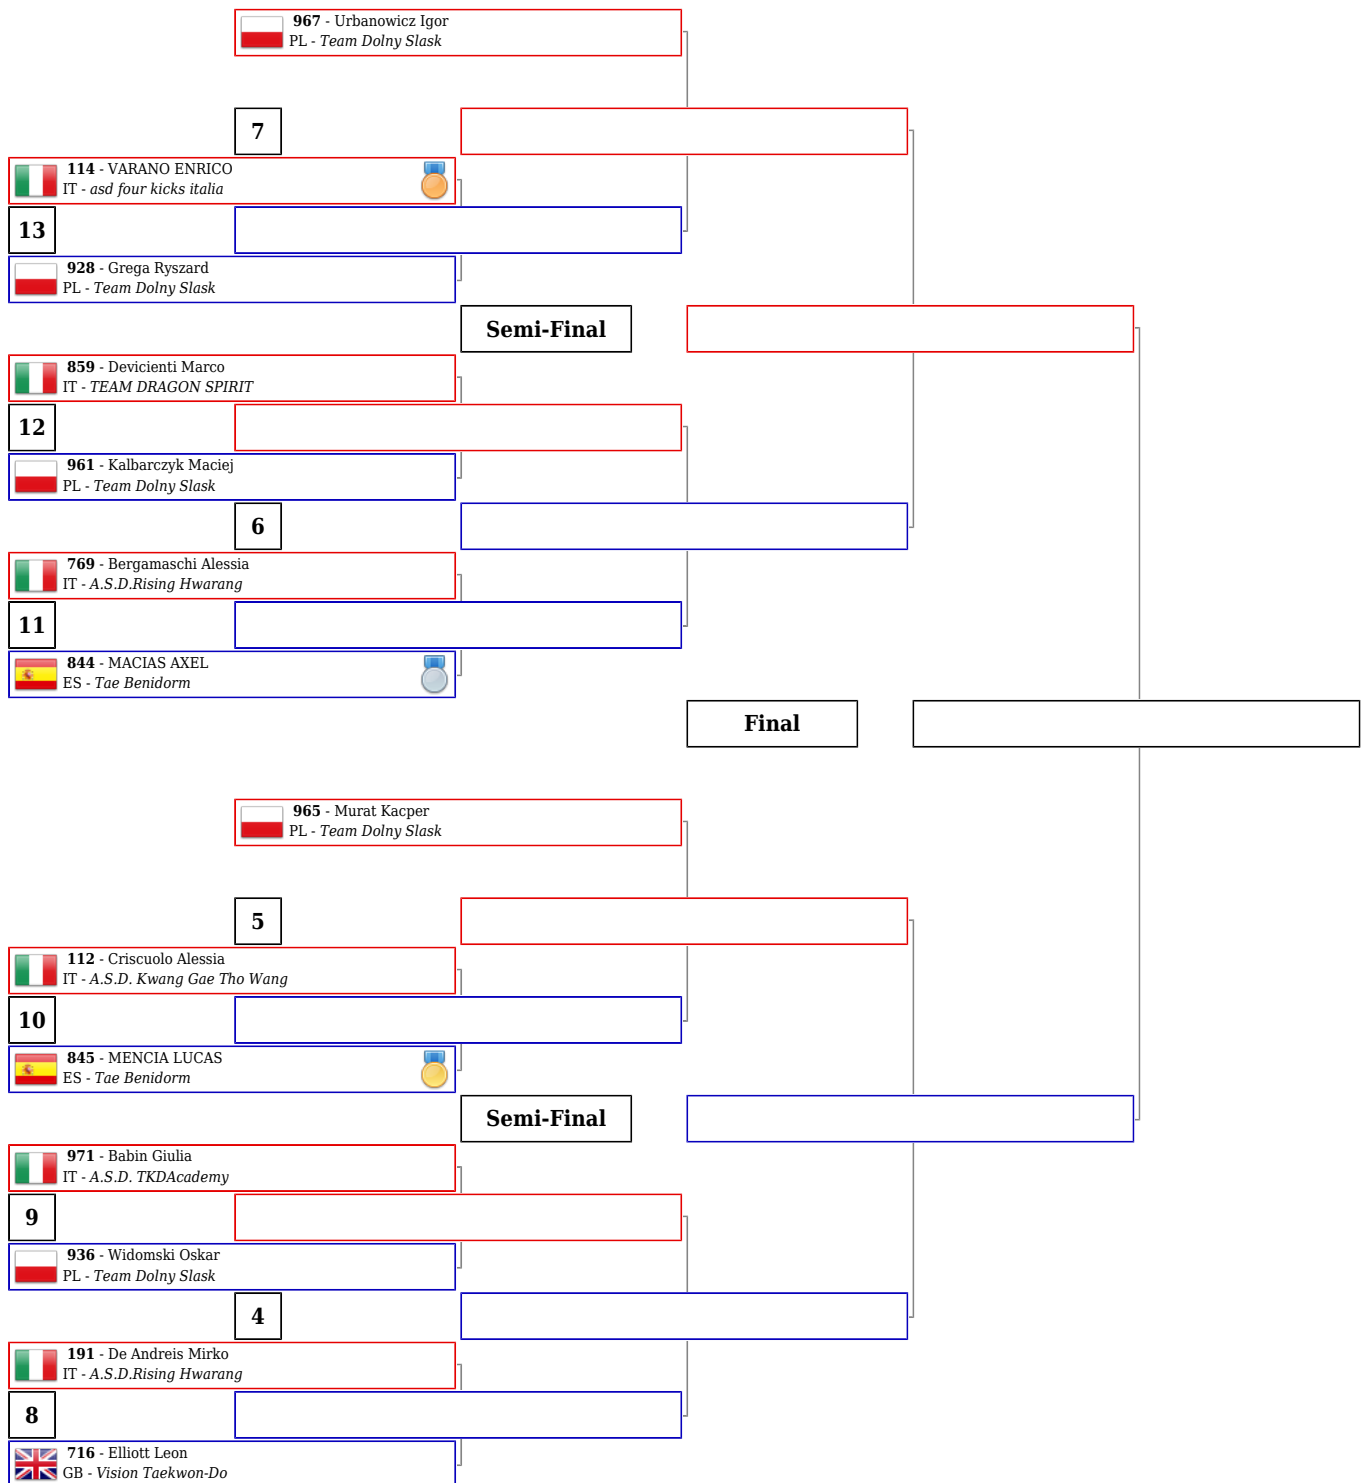 967 - Urbanowicz Igor
PL - Team Dolny Slask
7
114 - VARANO ENRICO
IT - asd four kicks italia
13
928 - Grega Ryszard
PL - Team Dolny Slask
Semi-Final
859 - Devicienti Marco
IT - TEAM DRAGON SPIRIT
12
961 - Kalbarczyk Maciej
PL - Team Dolny Slask
6
769 - Bergamaschi Alessia
IT - A.S.D.Rising Hwarang
11
844 - MACIAS AXEL
ES - Tae Benidorm
Final
965 - Murat Kacper
PL - Team Dolny Slask
5
112 - Criscuolo Alessia
IT - A.S.D. Kwang Gae Tho Wang
10
845 - MENCIA LUCAS
ES - Tae Benidorm
Semi-Final
971 - Babin Giulia
IT - A.S.D. TKDAcademy
9
936 - Widomski Oskar
PL - Team Dolny Slask
4
191 - De Andreis Mirko
IT - A.S.D.Rising Hwarang
8
716 - Elliott Leon
GB - Vision Taekwon-Do